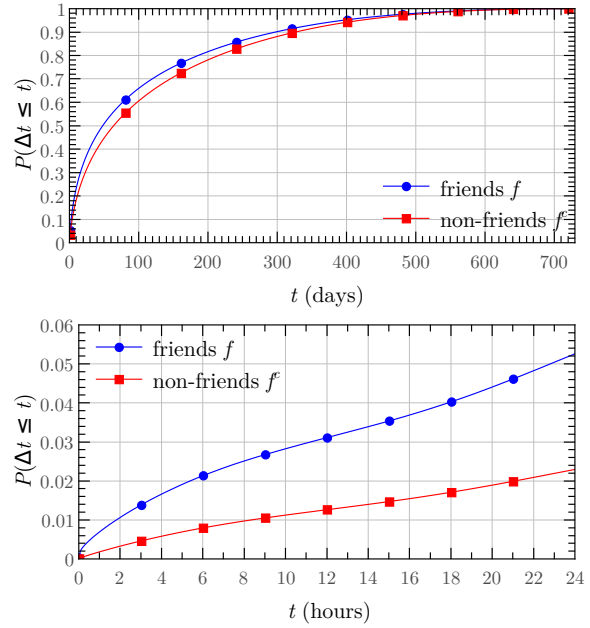 1
0.9
0.8
0.7
0.6
0.5
0.4
0.3
0.2
0.1
0
P(Δt ≤ t)
friends f
non-friends fᶜ
0 100 200 300 400 500 600 700
t (days)
0.06
0.05
0.04
0.03
0.02
0.01
0
P(Δt ≤ t)
friends f
non-friends fᶜ
0 2 4 6 8 10 12 14 16 18 20 22 24
t (hours)